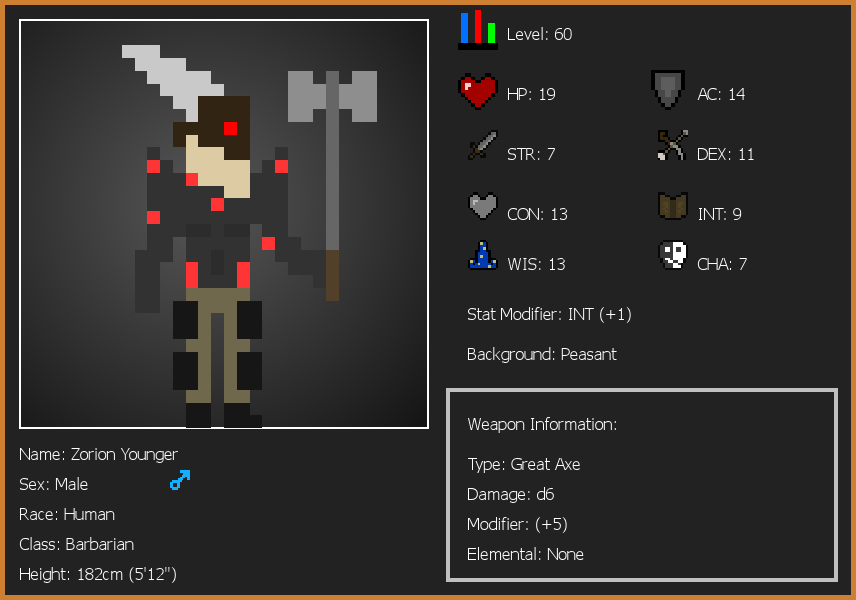 Level: 60
HP: 19
AC: 14
STR: 7
DEX: 11
CON: 13
INT: 9
WIS: 13
CHA: 7
Stat Modifier: INT (+1)
Background: Peasant
Weapon Information:
Type: Great Axe
Damage: d6
Modifier: (+5)
Elemental: None
Name: Zorion Younger
Sex: Male
Race: Human
Class: Barbarian
Height: 182cm (5'12")